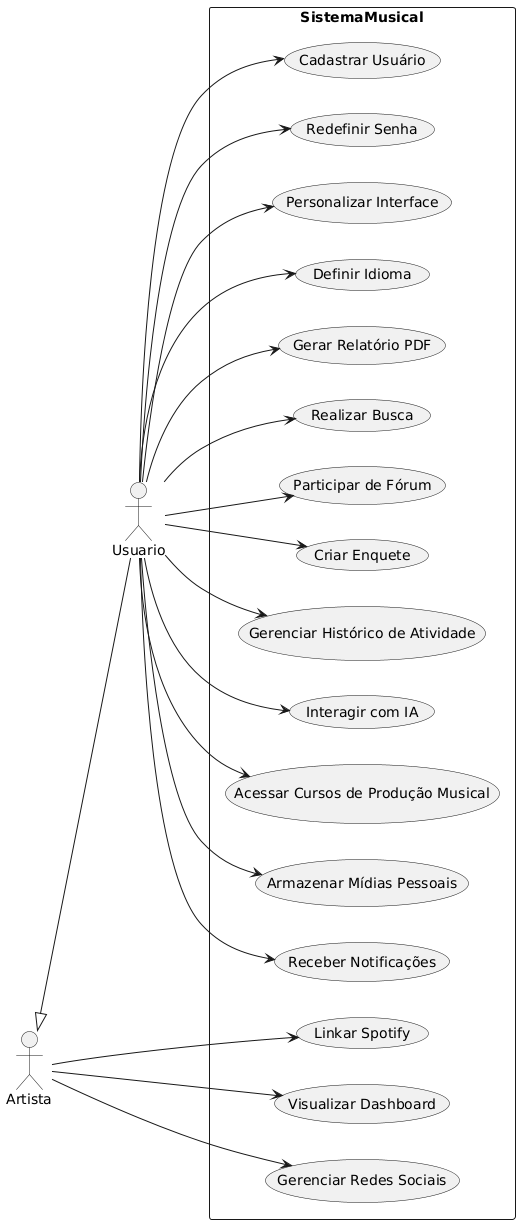 SistemaMusical
Cadastrar Usuário
Redefinir Senha
Personalizar Interface
Definir Idioma
Gerar Relatório PDF
Realizar Busca
Participar de Fórum
Usuario
Criar Enquete
Gerenciar Histórico de Atividade
Interagir com IA
Acessar Cursos de Produção Musical
Armazenar Mídias Pessoais
Receber Notificações
Linkar Spotify
Artista
Visualizar Dashboard
Gerenciar Redes Sociais